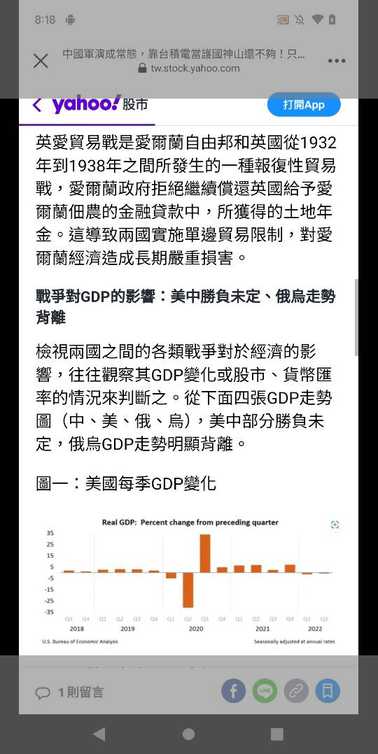 8:18
中國軍演成常態，靠台積電當護國神山還不夠！只...
tw.stock.yahoo.com
yahoo! 股市
打開App
英愛貿易戰是愛爾蘭自由邦和英國從1932
年到1938年之間所發生的一種報復性貿易
戰，愛爾蘭政府拒絕繼續償還英國給予愛
爾蘭佃農的金融貸款中，所獲得的土地年
金。這導致兩國實施單邊貿易限制，對愛
爾蘭經濟造成長期嚴重損害。
戰爭對GDP的影響：美中勝負未定、俄烏走勢
背離
檢視兩國之間的各類戰爭對於經濟的影
響，往往觀察其GDP變化或股市、貨幣匯
率的情況來判斷之。從下面四張GDP走勢
圖（中、美、俄、烏），美中部分勝負未
定，俄烏GDP走勢明顯背離。
圖一：美國每季GDP變化
Real GDP: Percent change from preceding quarter
35
25
15
5
-5
-15
-25
-35
Q3 Q4 Q1 Q2 Q3 Q4 Q1 Q2 Q3 Q4 Q1 Q2 Q3 Q4 Q1 Q2
2018 2019 2020 2021 2022
U.S. Bureau of Economic Analysis
Seasonally adjusted at annual rates
1則留言